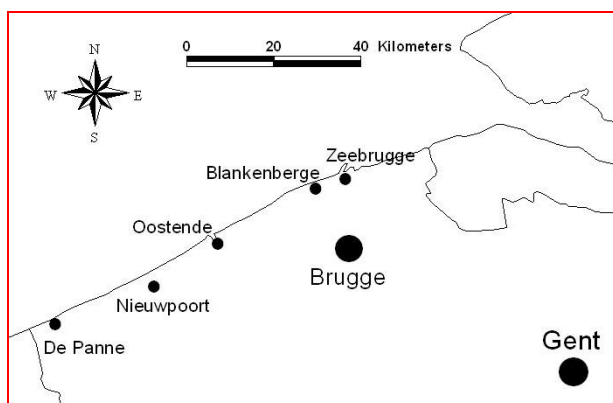 N
W E
S
0 20 40 Kilometers
Zeebrugge
Blankenberge
Oostende
Brugge
Nieuwpoort
De Panne
Gent